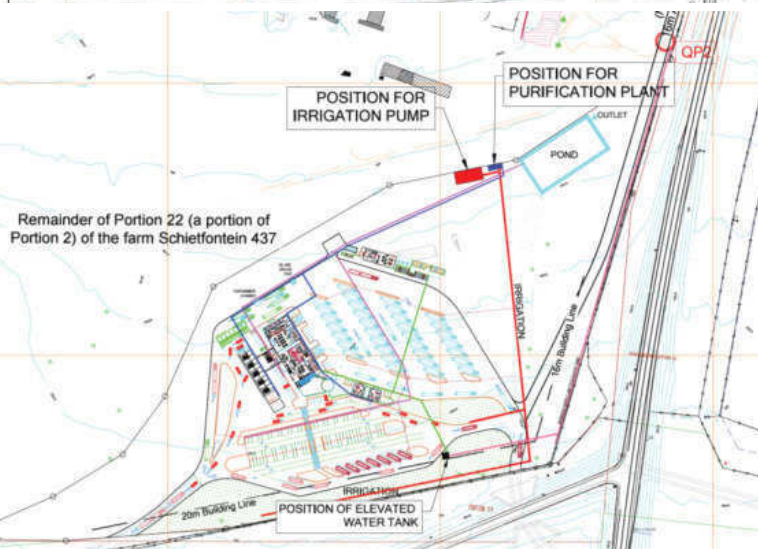 QP2
POSITION FOR
PURIFICATION PLANT
POSITION FOR
IRRIGATION PUMP
OUTLET
POND
Remainder of Portion 22 (a portion of
Portion 2) of the farm Schietfontein 437
IRRIGATION
16m Building Line
IRRIGATION
20m Building Line
POSITION OF ELEVATED
WATER TANK